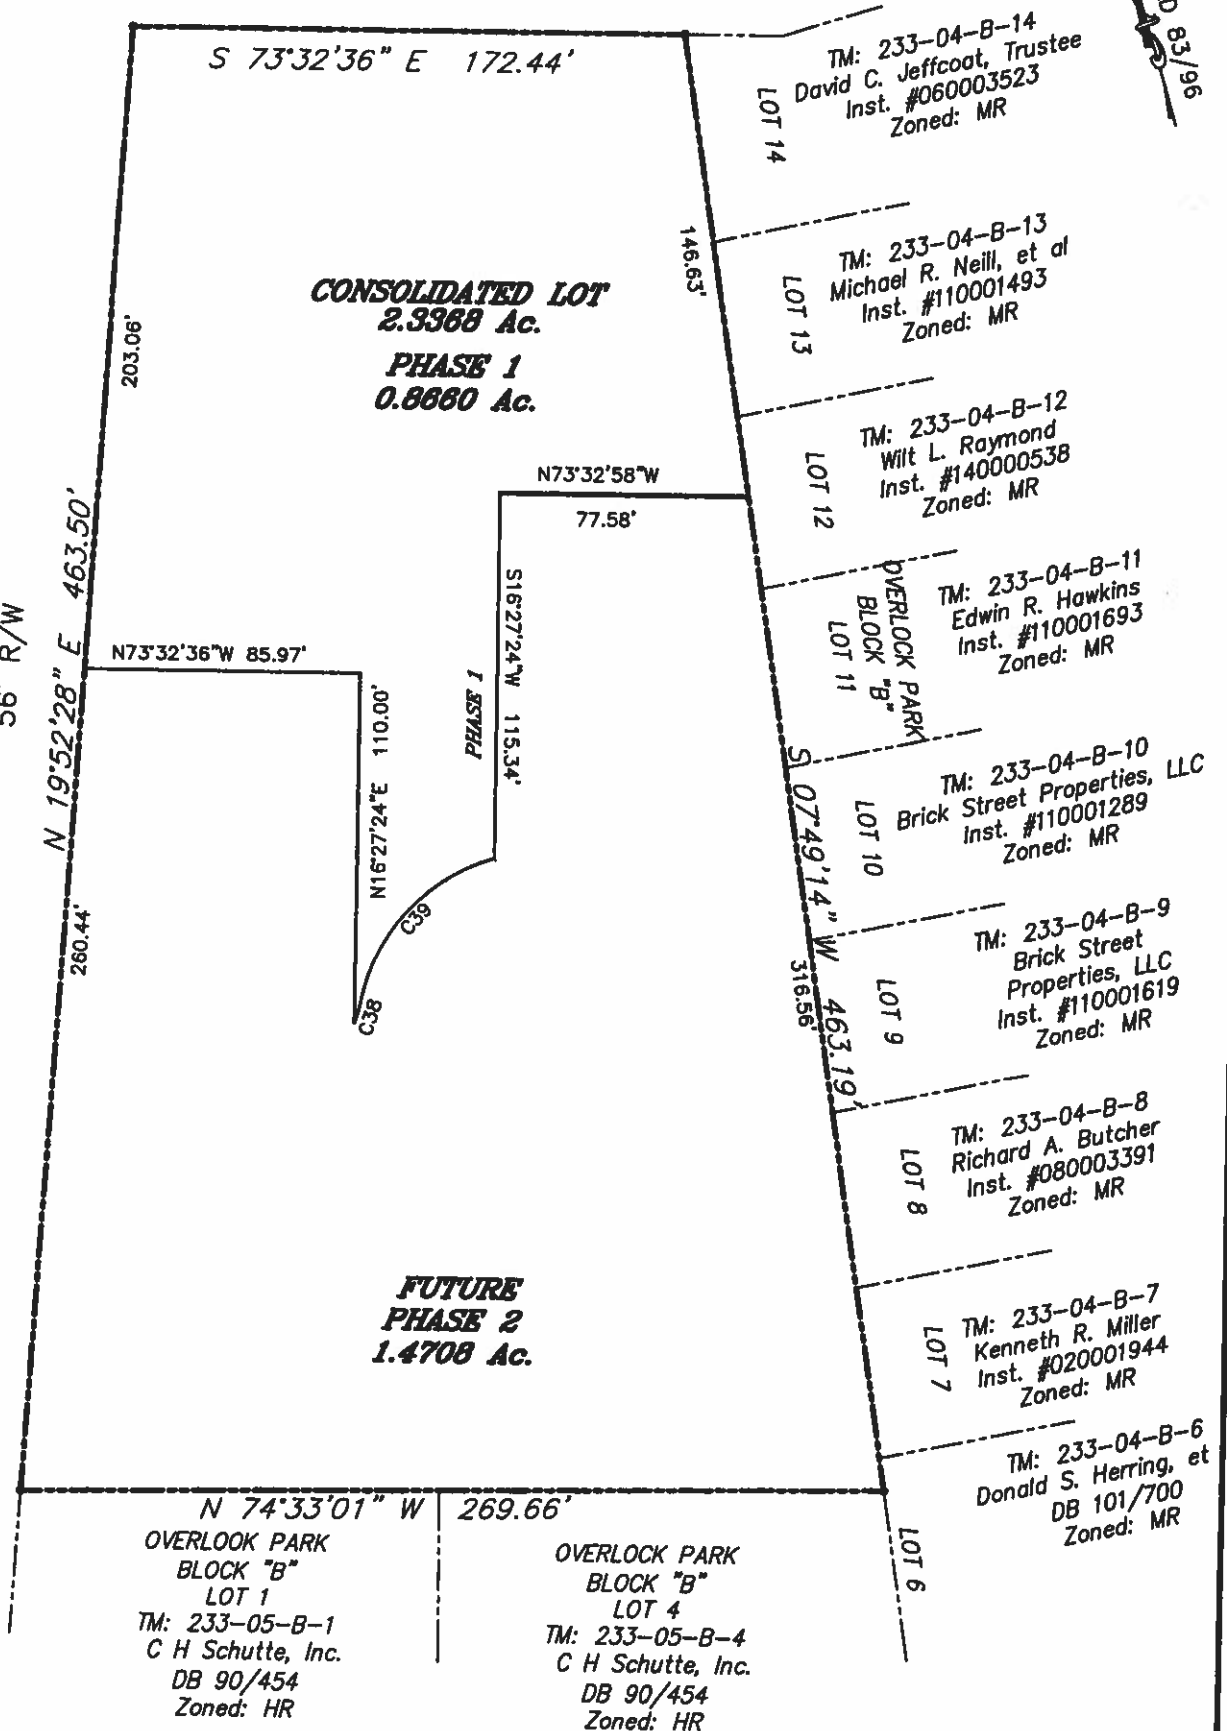 S 73°32'36" E 172.44'
D 83/96
TM: 233-04-B-14
David C. Jeffcoat, Trustee
Inst. #060003523
Zoned: MR
LOT 14
146.63'
TM: 233-04-B-13
Michael R. Neill, et al
Inst. #110001493
Zoned: MR
LOT 13
CONSOLIDATED LOT
2.3368 Ac.
PHASE 1
0.8660 Ac.
203.06'
TM: 233-04-B-12
Wilt L. Raymond
Inst. #140000538
Zoned: MR
LOT 12
N73°32'58"W
77.58'
S16°27'24"W 115.34'
PHASE 1
56' R/W
N 19°52'28" E 463.50'
N73°32'36"W 85.97'
N16°27'24"E 110.00'
OVERLOCK PARK
BLOCK "B"
LOT 11
TM: 233-04-B-11
Edwin R. Hawkins
Inst. #110001693
Zoned: MR
TM: 233-04-B-10
Brick Street Properties, LLC
Inst. #110001289
Zoned: MR
LOT 10
S 07°49'14" W 463.19'
316.56'
260.44'
C39
C38
TM: 233-04-B-9
Brick Street
Properties, LLC
Inst. #110001619
Zoned: MR
LOT 9
TM: 233-04-B-8
Richard A. Butcher
Inst. #080003391
Zoned: MR
LOT 8
FUTURE
PHASE 2
1.4708 Ac.
TM: 233-04-B-7
Kenneth R. Miller
Inst. #020001944
Zoned: MR
LOT 7
TM: 233-04-B-6
Donald S. Herring, et
DB 101/700
Zoned: MR
LOT 6
N 74°33'01" W 269.66'
OVERLOOK PARK
BLOCK "B"
LOT 1
TM: 233-05-B-1
C H Schutte, Inc.
DB 90/454
Zoned: HR
OVERLOCK PARK
BLOCK "B"
LOT 4
TM: 233-05-B-4
C H Schutte, Inc.
DB 90/454
Zoned: HR